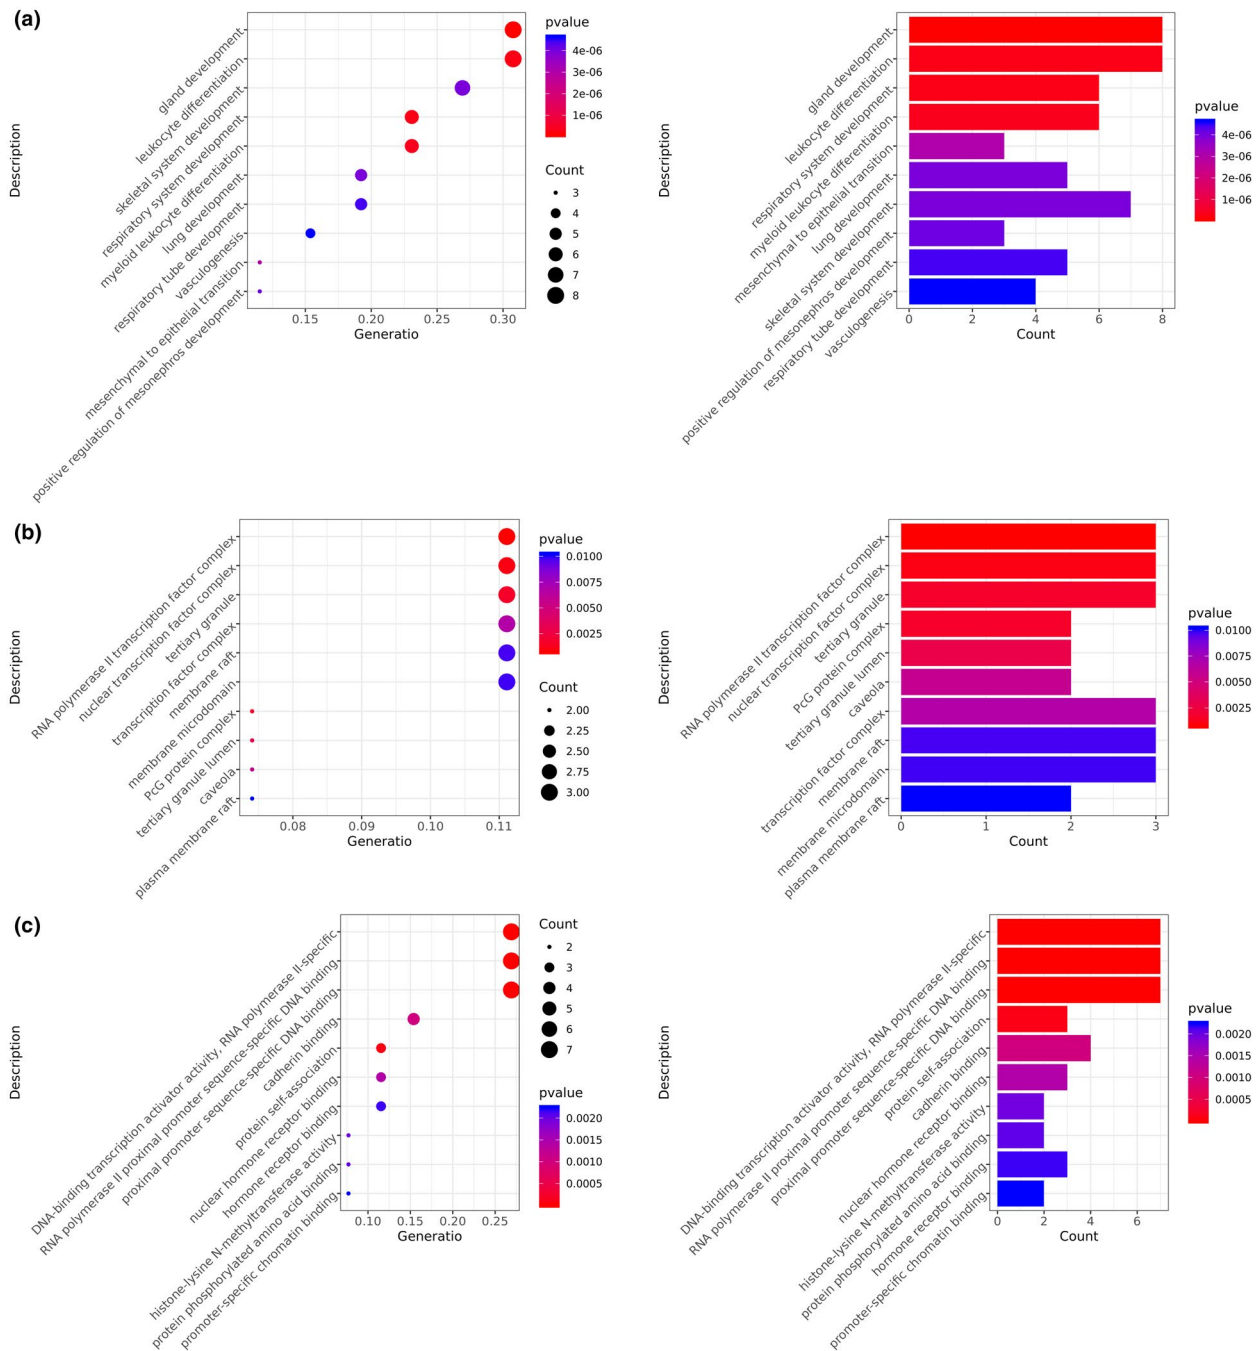 (a)
Description
gland development
leukocyte differentiation
skeletal system development
respiratory system development
myeloid leukocyte differentiation
lung development
respiratory tube development
vasculogenesis
mesenchymal to epithelial transition
positive regulation of mesonephros development
0.15 0.20 0.25 0.30
Generatio
pvalue
4e-06
3e-06
2e-06
1e-06
Count
3
4
5
6
7
8
Description
gland development
leukocyte differentiation
respiratory system development
myeloid leukocyte differentiation
mesenchymal to epithelial transition
lung development
skeletal system development
positive regulation of mesonephros development
respiratory tube development
vasculogenesis
0 2 4 6 8
Count
pvalue
4e-06
3e-06
2e-06
1e-06
(b)
Description
RNA polymerase II transcription factor complex
nuclear transcription factor complex
tertiary granule
transcription factor complex
membrane raft
membrane microdomain
PcG protein complex
tertiary granule lumen
caveola
plasma membrane raft
0.08 0.09 0.10 0.11
Generatio
pvalue
0.0100
0.0075
0.0050
0.0025
Count
2.00
2.25
2.50
2.75
3.00
Description
RNA polymerase II transcription factor complex
nuclear transcription factor complex
tertiary granule
PcG protein complex
tertiary granule lumen
caveola
transcription factor complex
membrane raft
membrane microdomain
plasma membrane raft
0 1 2 3
Count
pvalue
0.0100
0.0075
0.0050
0.0025
(c)
Description
DNA-binding transcription activator activity, RNA polymerase II-specific
RNA polymerase II proximal promoter sequence-specific DNA binding
proximal promoter sequence-specific DNA binding
cadherin binding
protein self-association
nuclear hormone receptor binding
hormone receptor binding
histone-lysine N-methyltransferase activity
protein phosphorylated amino acid binding
promoter-specific chromatin binding
0.10 0.15 0.20 0.25
Generatio
Count
2
3
4
5
6
7
pvalue
0.0020
0.0015
0.0010
0.0005
Description
DNA-binding transcription activator activity, RNA polymerase II-specific
RNA polymerase II proximal promoter sequence-specific DNA binding
proximal promoter sequence-specific DNA binding
protein self-association
cadherin binding
nuclear hormone receptor binding
histone-lysine N-methyltransferase activity
protein phosphorylated amino acid binding
hormone receptor binding
promoter-specific chromatin binding
0 2 4 6
Count
pvalue
0.0020
0.0015
0.0010
0.0005